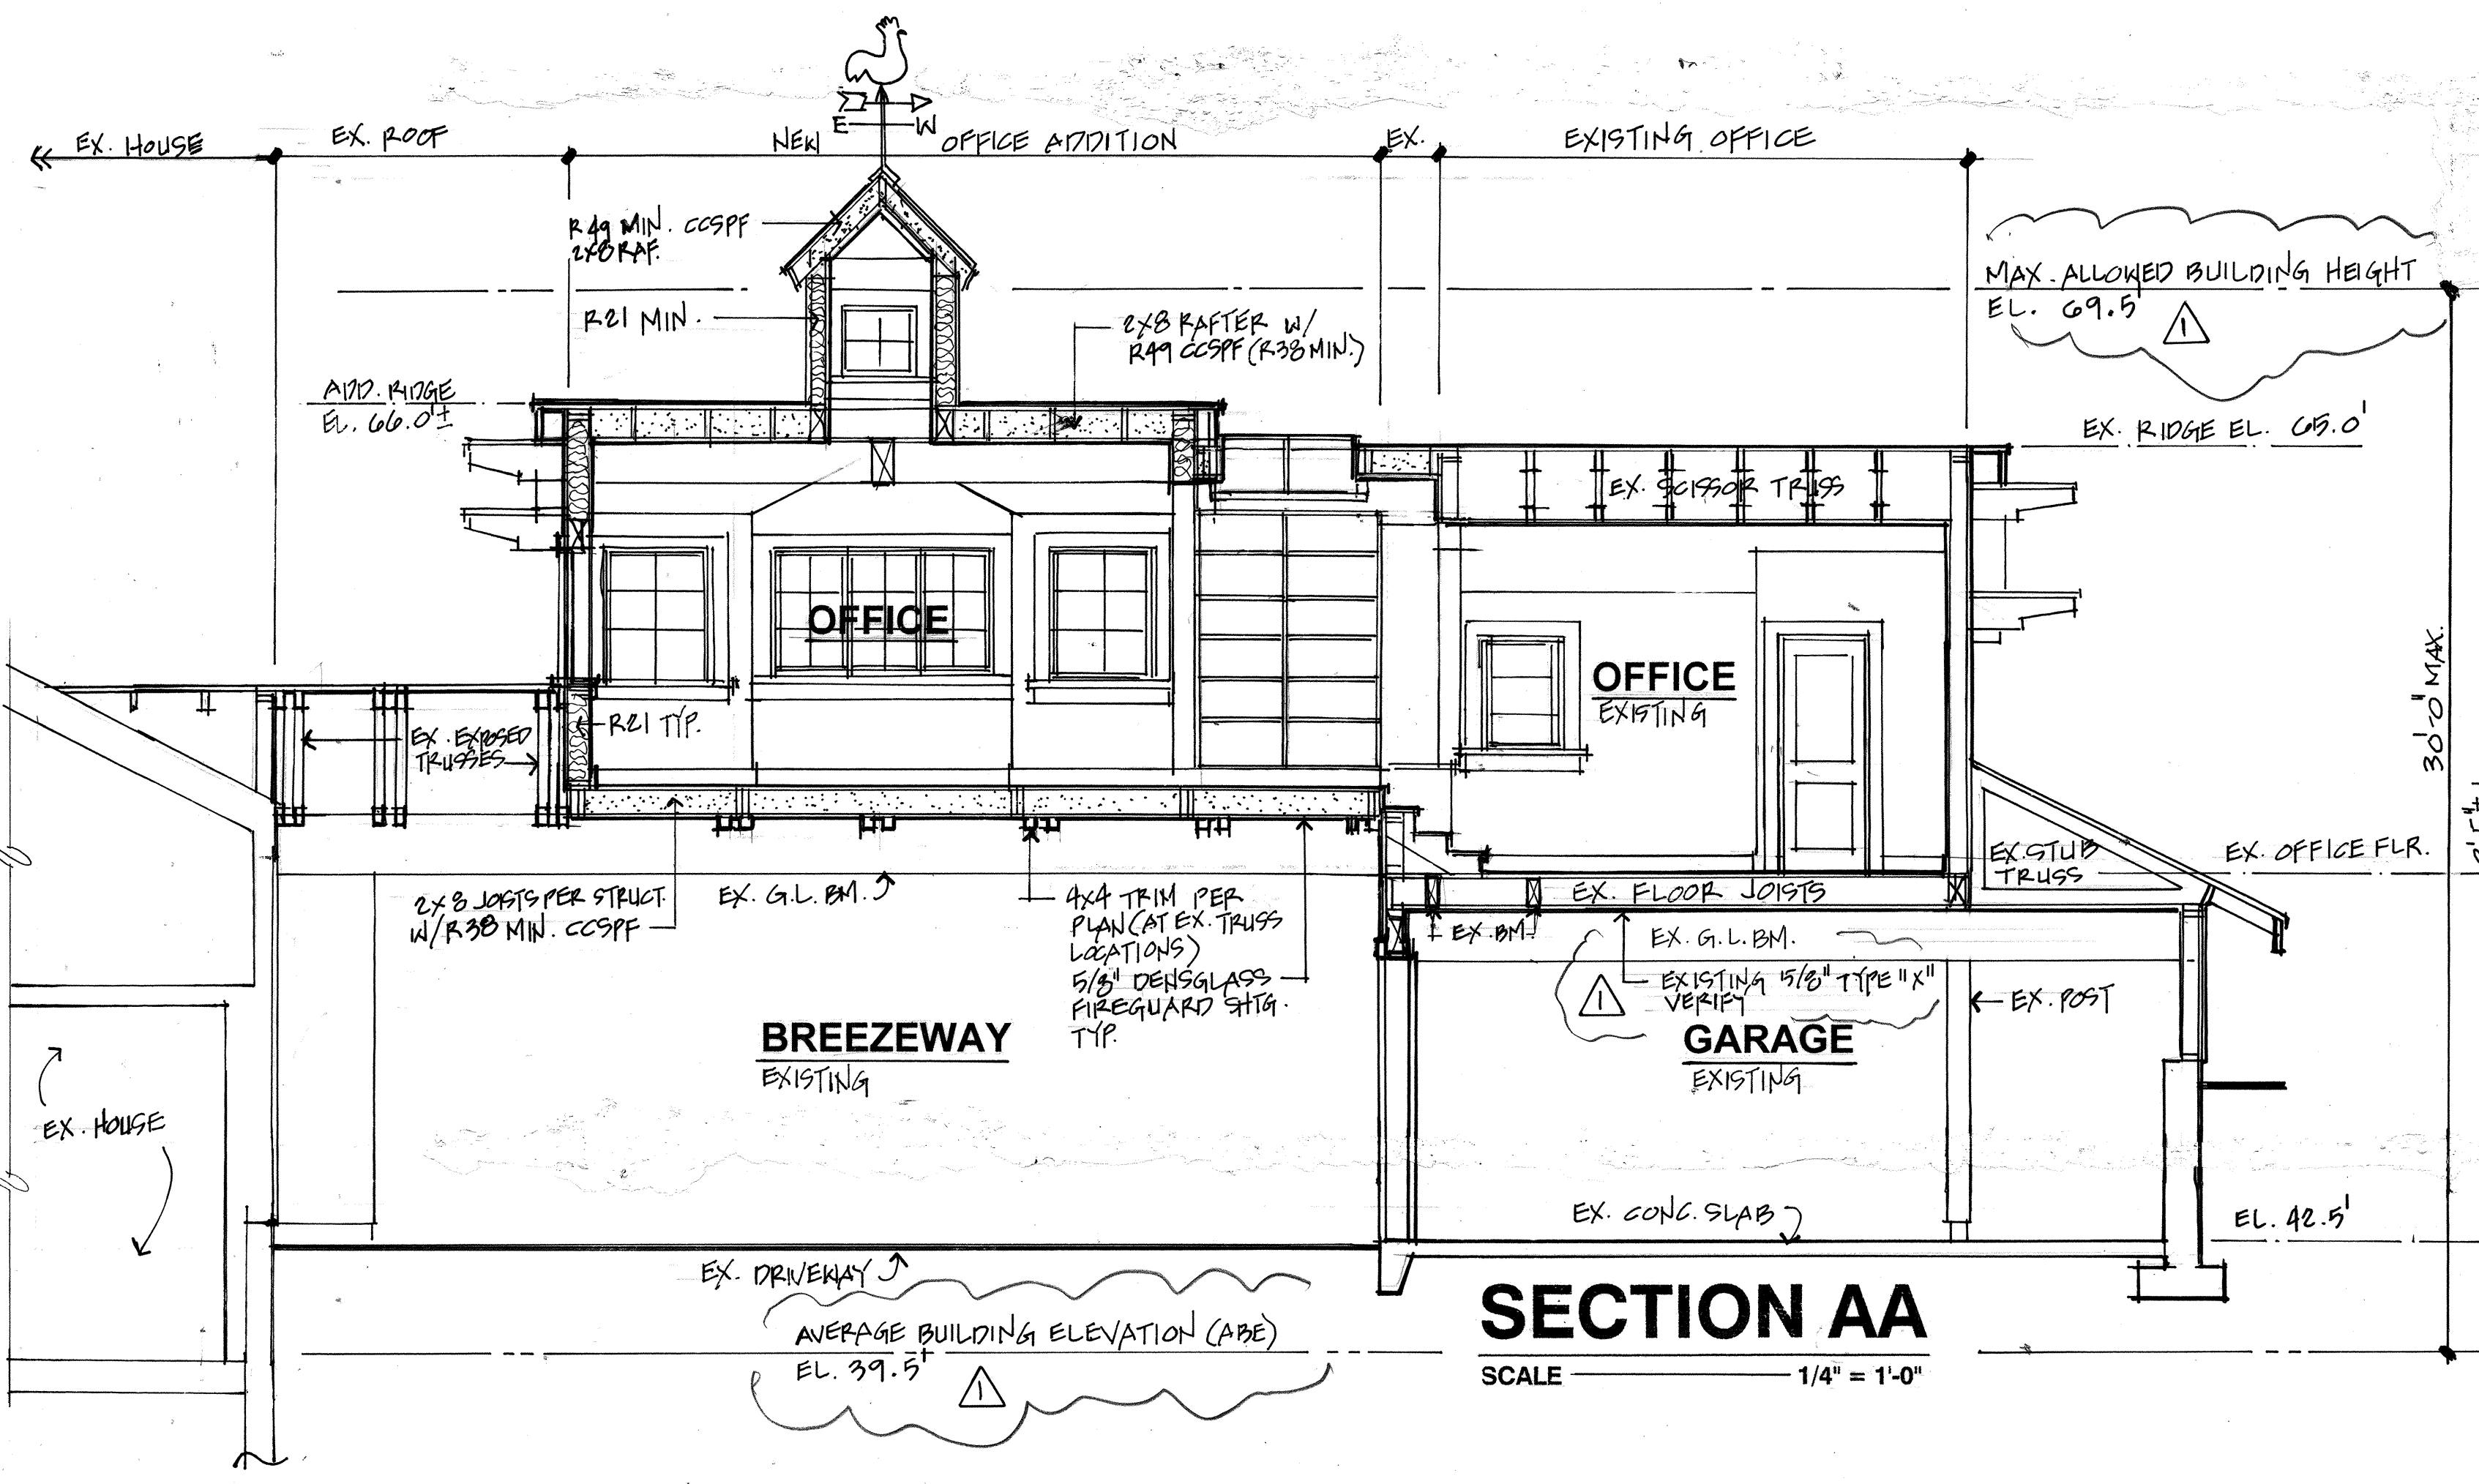 EX. HOUSE
EX. ROOF
NEW OFFICE ADDITION
EX.
EXISTING OFFICE
E W
R49 MIN. CCSPF
2X8 RAF.
R21 MIN.
2X8 RAFTER W/
R49 CCSPF (R38 MIN.)
MAX. ALLOWED BUILDING HEIGHT
EL. 69.5'
1
ADD. RIDGE
EL. 66.0'±
EX. RIDGE EL. 65.0'
EX. SCISSOR TRUSS
OFFICE
OFFICE
EXISTING
30'-0" MAX.
R21 TYP.
EX. EXPOSED
TRUSSES
EX. STUB
TRUSS
EX. OFFICE FLR.
2X8 JOISTS PER STRUCT.
W/R38 MIN. CCSPF
EX. G.L. BM.
4X4 TRIM PER
PLAN (AT EX. TRUSS
LOCATIONS)
5/8" DENSGLASS
FIREGUARD SHTG.
TYP.
EX. FLOOR JOISTS
EX. BM.
EX. G.L. BM.
EXISTING 5/8" TYPE "X"
VERIFY
1
EX. POST
BREEZEWAY
EXISTING
GARAGE
EXISTING
EX. HOUSE
EX. CONC. SLAB
EL. 42.5'
EX. DRIVEWAY
AVERAGE BUILDING ELEVATION (ABE)
EL. 39.5'
1
SECTION AA
SCALE 1/4" = 1'-0"